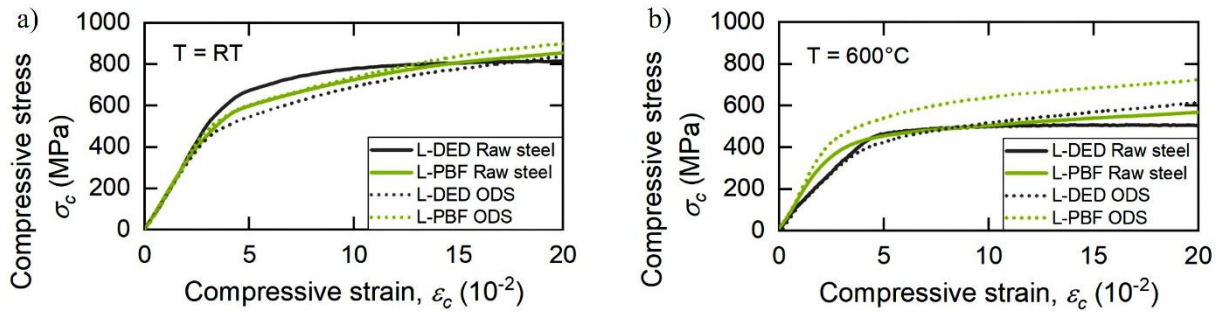 a)
Compressive stress
σc (MPa)
1000
800
600
400
200
0
T = RT
L-DED Raw steel
L-PBF Raw steel
L-DED ODS
L-PBF ODS
0 5 10 15 20
Compressive strain, εc (10-2)
b)
Compressive stress
σc (MPa)
1000
800
600
400
200
0
T = 600°C
L-DED Raw steel
L-PBF Raw steel
L-DED ODS
L-PBF ODS
0 5 10 15 20
Compressive strain, εc (10-2)